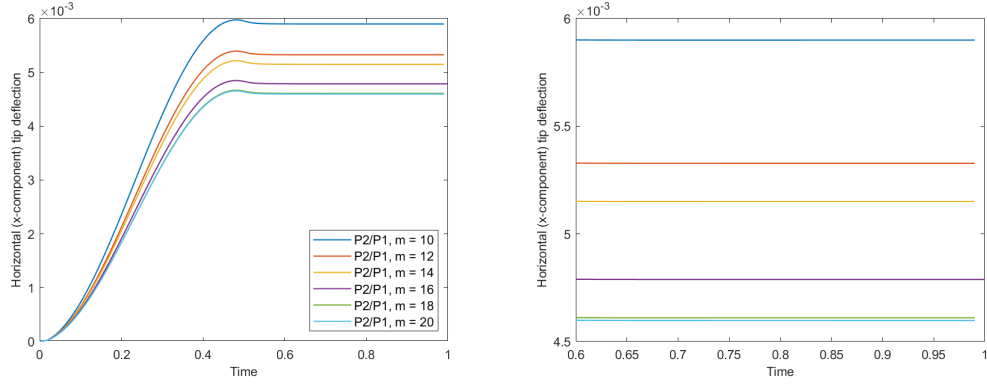 6 ×10⁻³
5
4
3
2
1
0
0 0.2 0.4 0.6 0.8 1
Time
Horizontal (x-component) tip deflection
P2/P1, m = 10
P2/P1, m = 12
P2/P1, m = 14
P2/P1, m = 16
P2/P1, m = 18
P2/P1, m = 20
6 ×10⁻³
5.5
5
4.5
0.6 0.65 0.7 0.75 0.8 0.85 0.9 0.95 1
Time
Horizontal (x-component) tip deflection